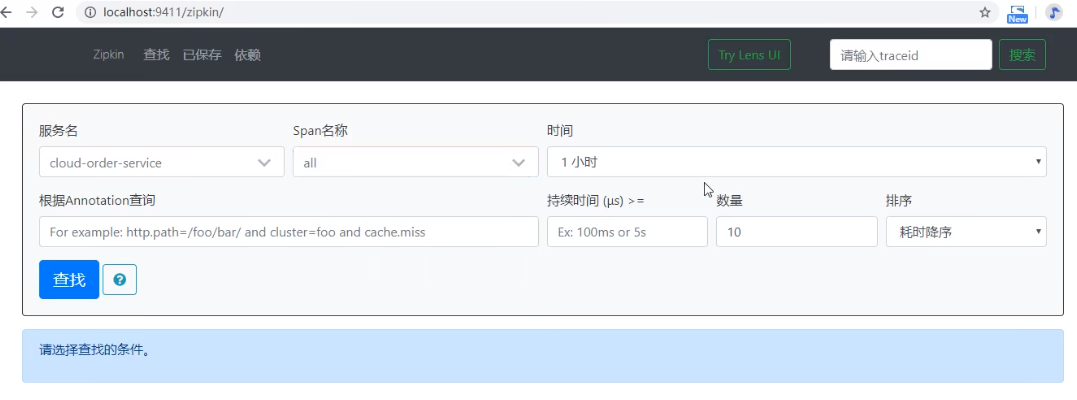 localhost:9411/zipkin/
New
Zipkin 查找 已保存 依赖 Try Lens UI 请输入traceid 搜索
服务名 Span名称 时间
cloud-order-service all 1 小时
根据Annotation查询 持续时间 (μs) >= 数量 排序
For example: http.path=/foo/bar/ and cluster=foo and cache.miss Ex: 100ms or 5s 10 耗时降序
查找 ?
请选择查找的条件。